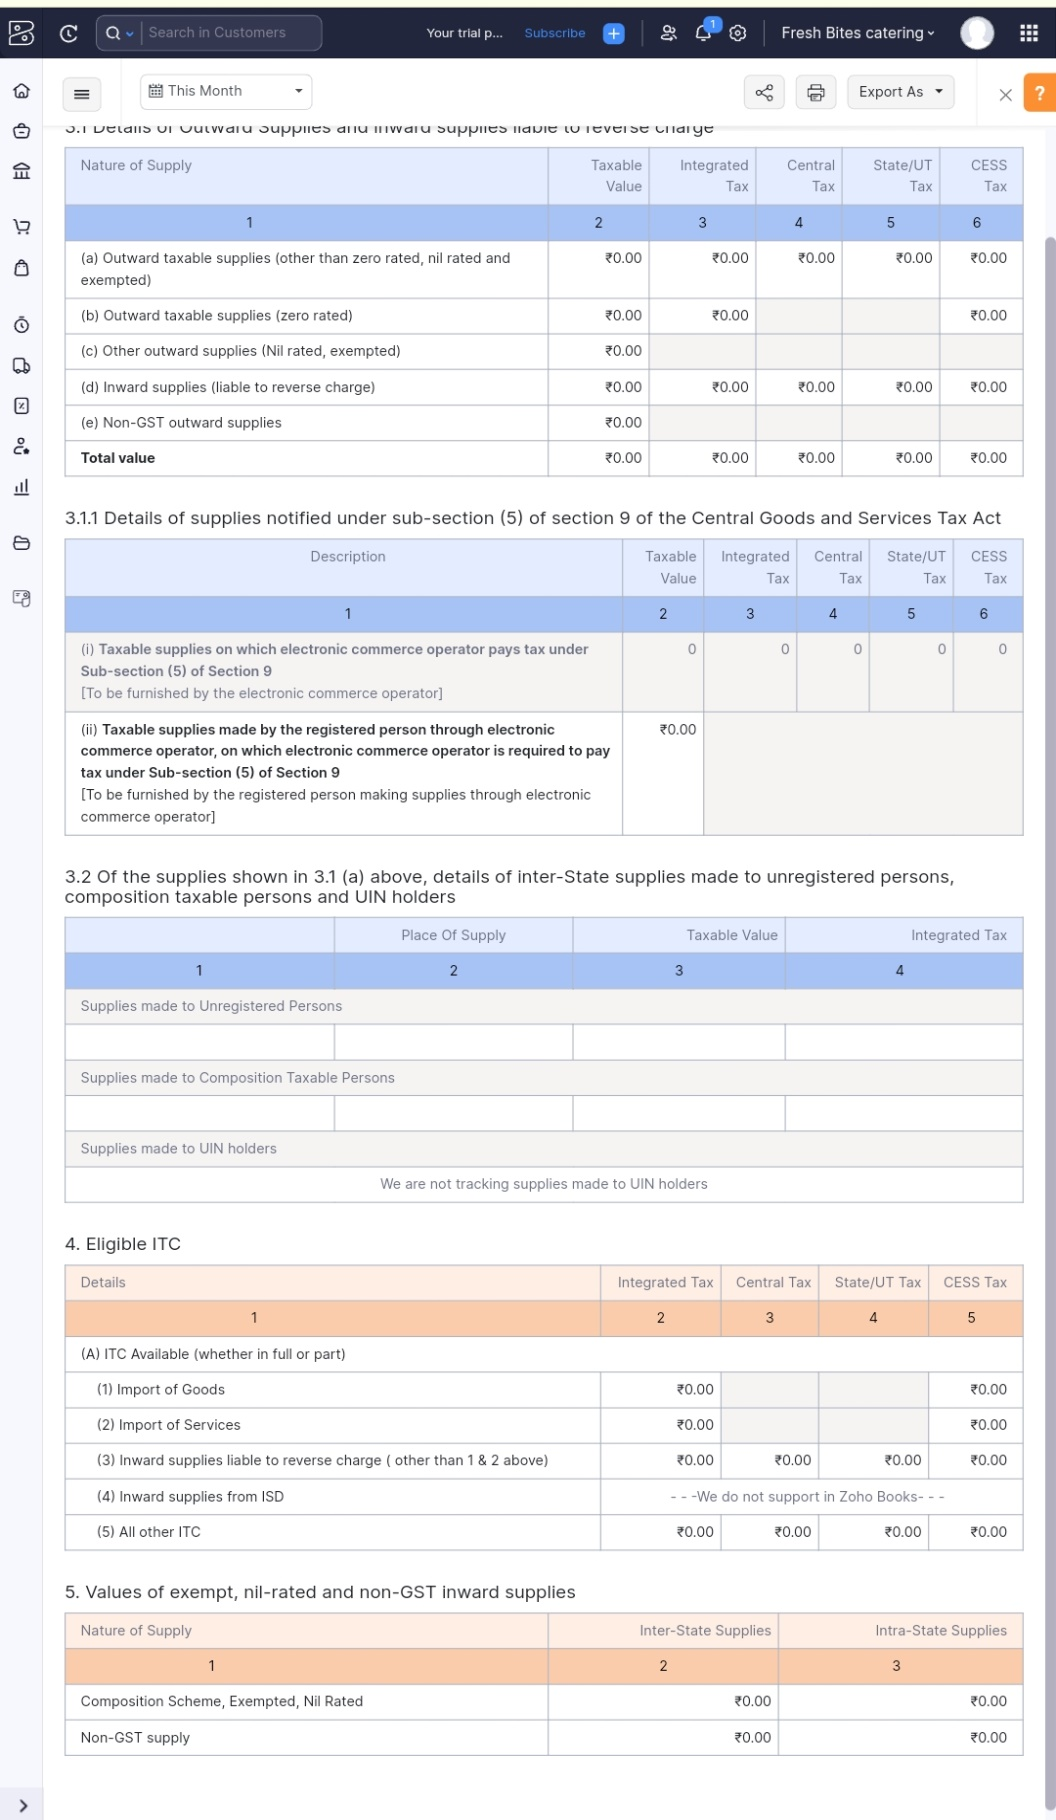 Search in Customers
Your trial p... Subscribe
1
Fresh Bites catering
This Month
Export As
?
3.1 Details of Outward Supplies and inward supplies liable to reverse charge
Nature of Supply Taxable Value Integrated Tax Central Tax State/UT Tax CESS Tax
1 2 3 4 5 6
(a) Outward taxable supplies (other than zero rated, nil rated and exempted) ₹0.00 ₹0.00 ₹0.00 ₹0.00 ₹0.00
(b) Outward taxable supplies (zero rated) ₹0.00 ₹0.00 ₹0.00
(c) Other outward supplies (Nil rated, exempted) ₹0.00
(d) Inward supplies (liable to reverse charge) ₹0.00 ₹0.00 ₹0.00 ₹0.00 ₹0.00
(e) Non-GST outward supplies ₹0.00
Total value ₹0.00 ₹0.00 ₹0.00 ₹0.00 ₹0.00
3.1.1 Details of supplies notified under sub-section (5) of section 9 of the Central Goods and Services Tax Act
Description Taxable Value Integrated Tax Central Tax State/UT Tax CESS Tax
1 2 3 4 5 6
(i) Taxable supplies on which electronic commerce operator pays tax under
Sub-section (5) of Section 9
[To be furnished by the electronic commerce operator] 0 0 0 0 0
(ii) Taxable supplies made by the registered person through electronic
commerce operator, on which electronic commerce operator is required to pay
tax under Sub-section (5) of Section 9
[To be furnished by the registered person making supplies through electronic
commerce operator] ₹0.00
3.2 Of the supplies shown in 3.1 (a) above, details of inter-State supplies made to unregistered persons,
composition taxable persons and UIN holders
Place Of Supply Taxable Value Integrated Tax
1 2 3 4
Supplies made to Unregistered Persons
Supplies made to Composition Taxable Persons
Supplies made to UIN holders
We are not tracking supplies made to UIN holders
4. Eligible ITC
Details Integrated Tax Central Tax State/UT Tax CESS Tax
1 2 3 4 5
(A) ITC Available (whether in full or part)
(1) Import of Goods ₹0.00 ₹0.00
(2) Import of Services ₹0.00 ₹0.00
(3) Inward supplies liable to reverse charge ( other than 1 & 2 above) ₹0.00 ₹0.00 ₹0.00 ₹0.00
(4) Inward supplies from ISD - - -We do not support in Zoho Books- - -
(5) All other ITC ₹0.00 ₹0.00 ₹0.00 ₹0.00
5. Values of exempt, nil-rated and non-GST inward supplies
Nature of Supply Inter-State Supplies Intra-State Supplies
1 2 3
Composition Scheme, Exempted, Nil Rated ₹0.00 ₹0.00
Non-GST supply ₹0.00 ₹0.00